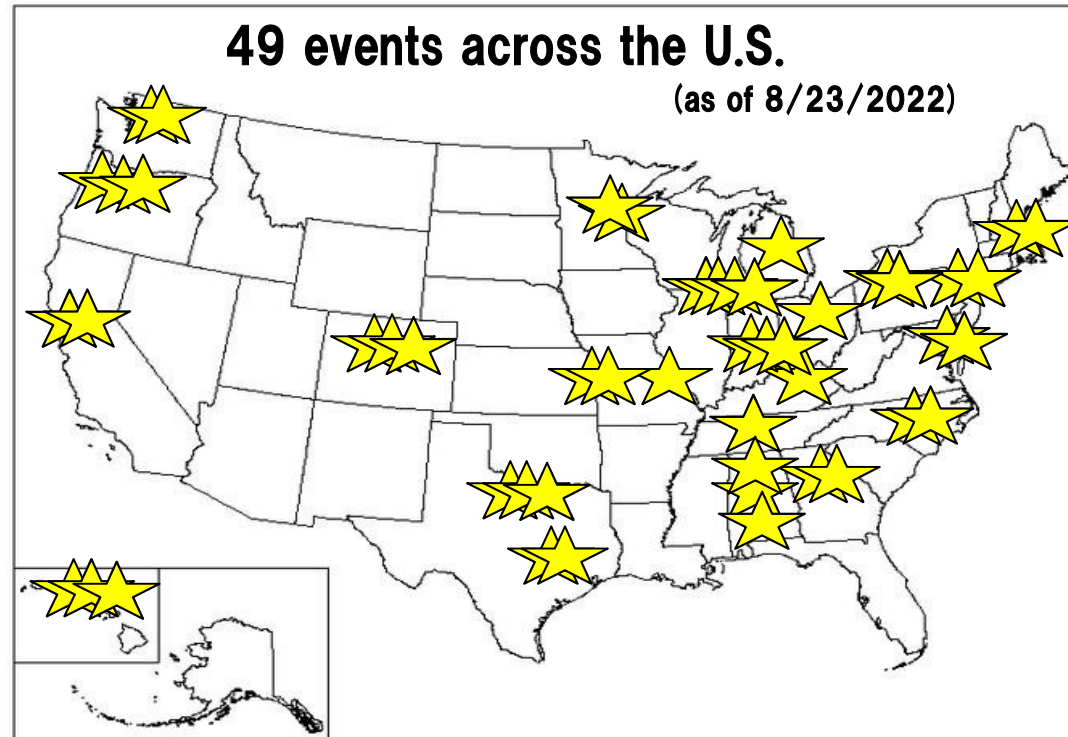 49 events across the U.S.
(as of 8/23/2022)